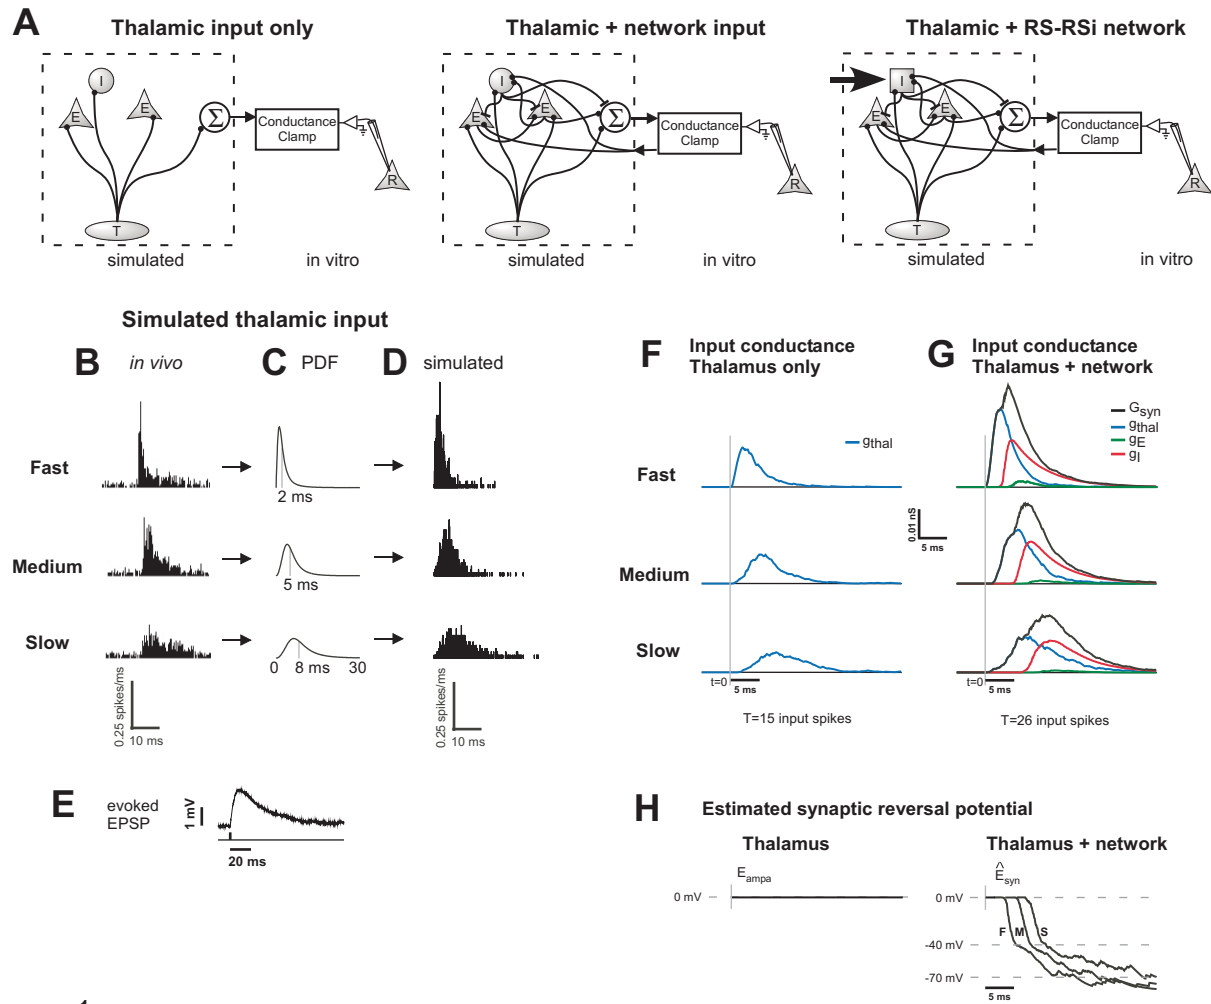 A
Thalamic input only
Thalamic + network input
Thalamic + RS-RSi network
I
E
E
Σ
Conductance
Clamp
R
T
simulated
in vitro
I
E
E
Σ
Conductance
Clamp
R
T
simulated
in vitro
I
E
E
Σ
Conductance
Clamp
R
T
simulated
in vitro
Simulated thalamic input
B
in vivo
C
PDF
D
simulated
Fast
2 ms
Medium
5 ms
Slow
0
8 ms
30
0.25 spikes/ms
10 ms
0.25 spikes/ms
10 ms
E
evoked
EPSP
1 mV
20 ms
F
Input conductance
Thalamus only
gthal
Fast
Medium
Slow
t=0
5 ms
T=15 input spikes
0.01 nS
5 ms
G
Input conductance
Thalamus + network
Gsyn
gthal
gE
gI
t=0
5 ms
T=26 input spikes
H
Estimated synaptic reversal potential
Thalamus
Eampa
0 mV
Thalamus + network
Êsyn
0 mV
F
M
S
-40 mV
-70 mV
5 ms